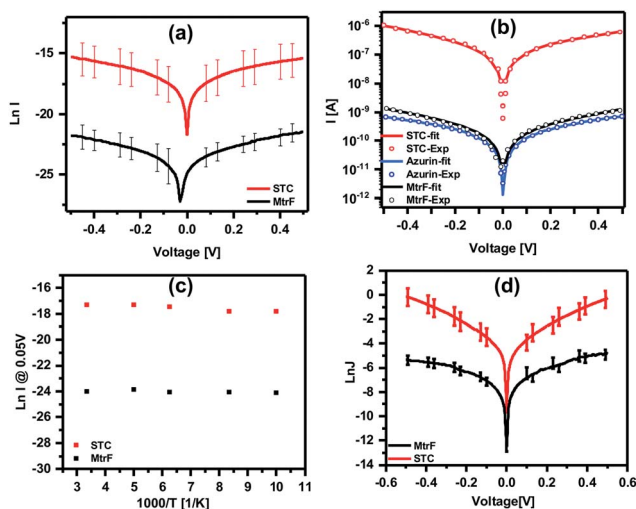 (a)
-15
-20
-25
Ln I
-0.4 -0.2 0.0 0.2 0.4
Voltage [V]
STC
MtrF
(b)
10-6
10-7
10-8
10-9
10-10
10-11
10-12
I [A]
STC-fit
STC-Exp
Azurin-fit
Azurin-Exp
MtrF-fit
MtrF-Exp
-0.4 -0.2 0.0 0.2 0.4
Voltage [V]
(c)
-14
-16
-18
-20
-22
-24
-26
-28
-30
Ln I @ 0.05V
STC
MtrF
3 4 5 6 7 8 9 10 11
1000/T [1/K]
(d)
2
0
-2
-4
-6
-8
-10
-12
-14
LnJ
MtrF
STC
-0.6 -0.4 -0.2 0.0 0.2 0.4 0.6
Voltage[V]